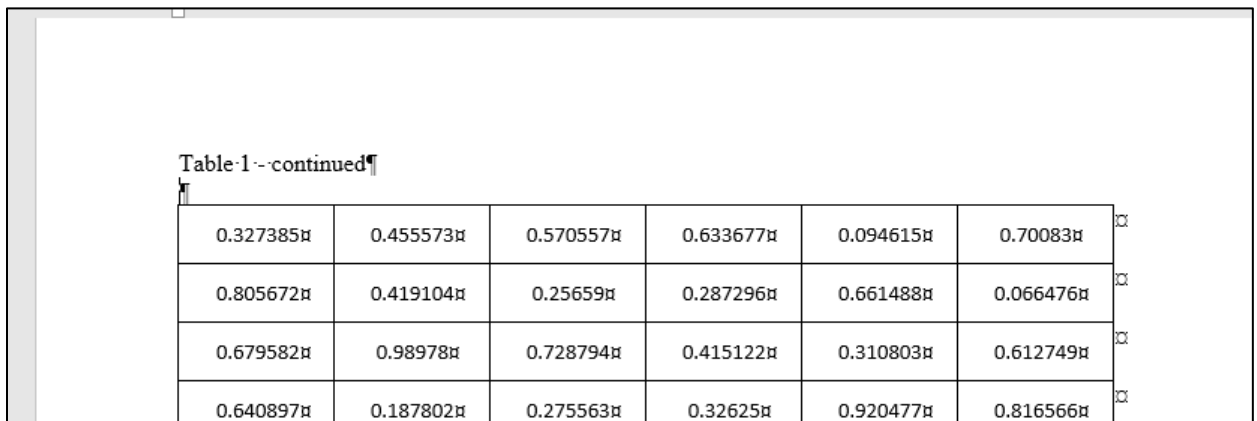 Table 1 - continued¶
¶
0.327385¤ 0.455573¤ 0.570557¤ 0.633677¤ 0.094615¤ 0.70083¤ ¤
0.805672¤ 0.419104¤ 0.25659¤ 0.287296¤ 0.661488¤ 0.066476¤ ¤
0.679582¤ 0.98978¤ 0.728794¤ 0.415122¤ 0.310803¤ 0.612749¤ ¤
0.640897¤ 0.187802¤ 0.275563¤ 0.32625¤ 0.920477¤ 0.816566¤ ¤